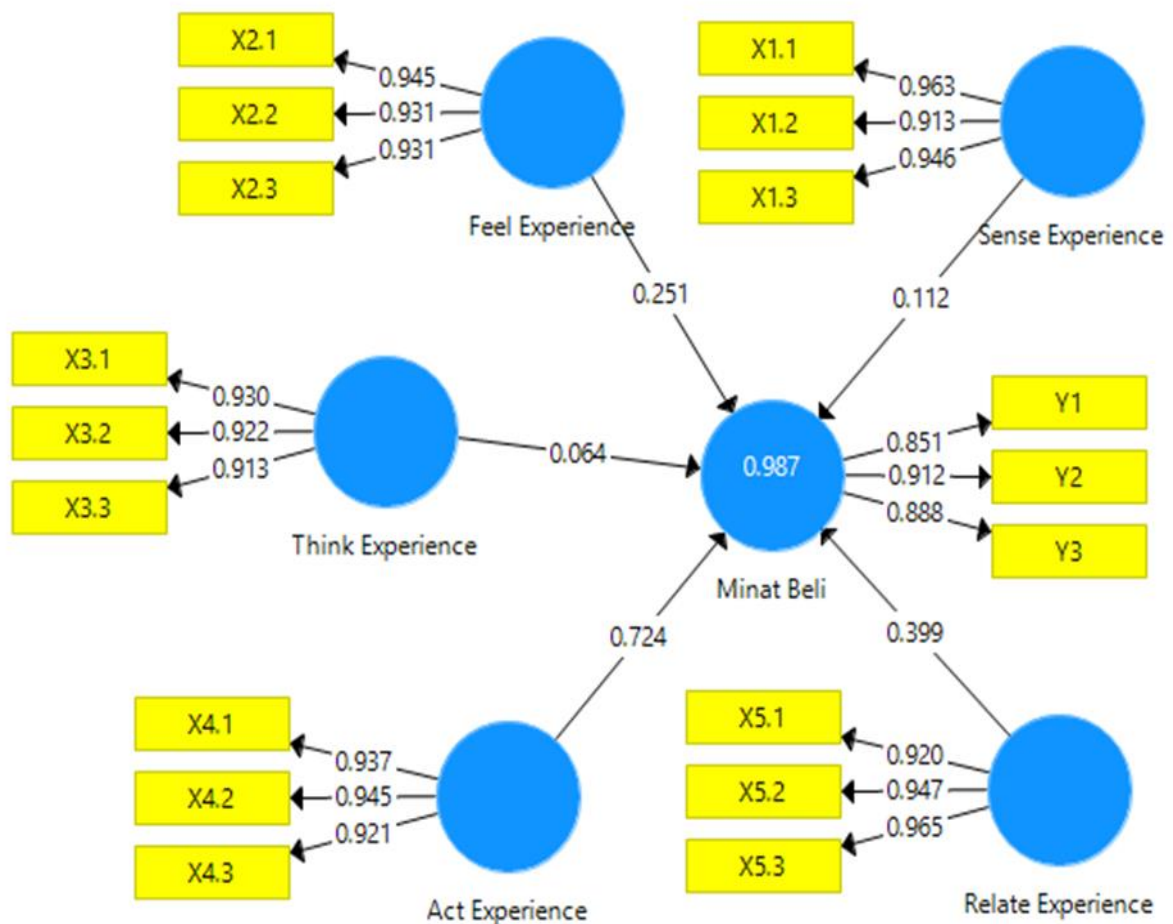 X2.1
X2.2
X2.3
0.945
0.931
0.931
Feel Experience
X1.1
X1.2
X1.3
0.963
0.913
0.946
Sense Experience
0.251
0.112
X3.1
X3.2
X3.3
0.930
0.922
0.913
Think Experience
0.064
0.987
Minat Beli
0.851
0.912
0.888
Y1
Y2
Y3
0.724
0.399
X4.1
X4.2
X4.3
0.937
0.945
0.921
Act Experience
X5.1
X5.2
X5.3
0.920
0.947
0.965
Relate Experience